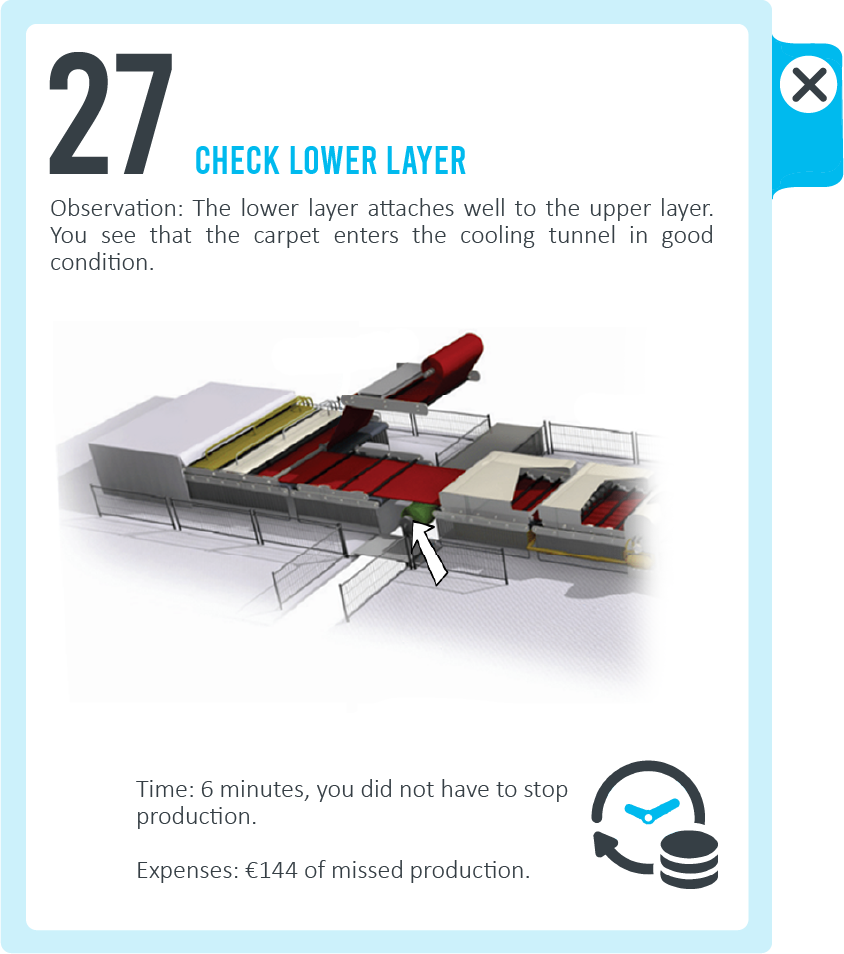 27
CHECK LOWER LAYER
Observation: The lower layer attaches well to the upper layer.
You see that the carpet enters the cooling tunnel in good
condition.
Time: 6 minutes, you did not have to stop
production.
Expenses: €144 of missed production.